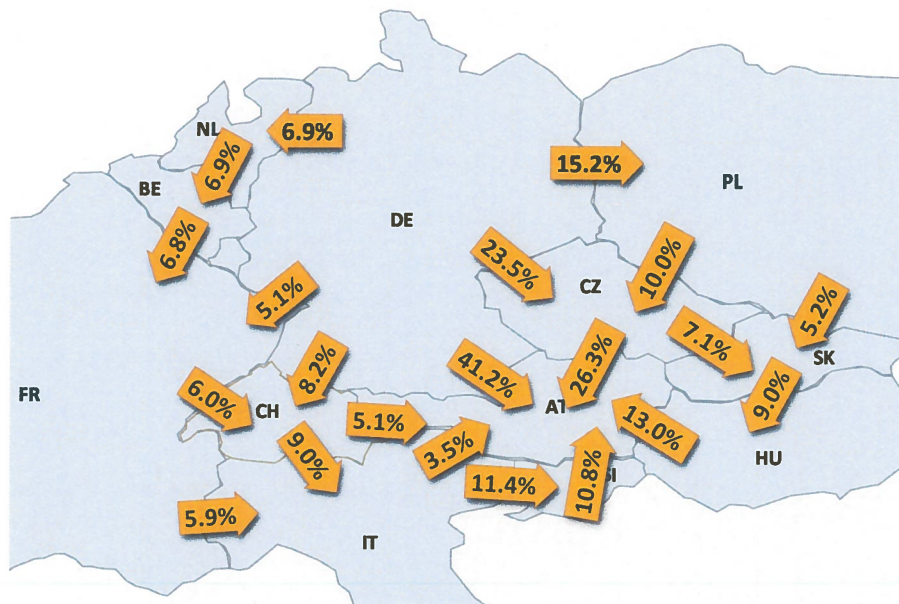 NL
6.9%
6.9%
BE
15.2%
PL
6.8%
DE
23.5%
CZ
10.0%
5.1%
5.2%
7.1%
SK
8.2%
41.2%
26.3%
FR
6.0%
CH
AT
9.0%
5.1%
13.0%
3.5%
9.0%
HU
11.4%
10.8%
SI
5.9%
IT